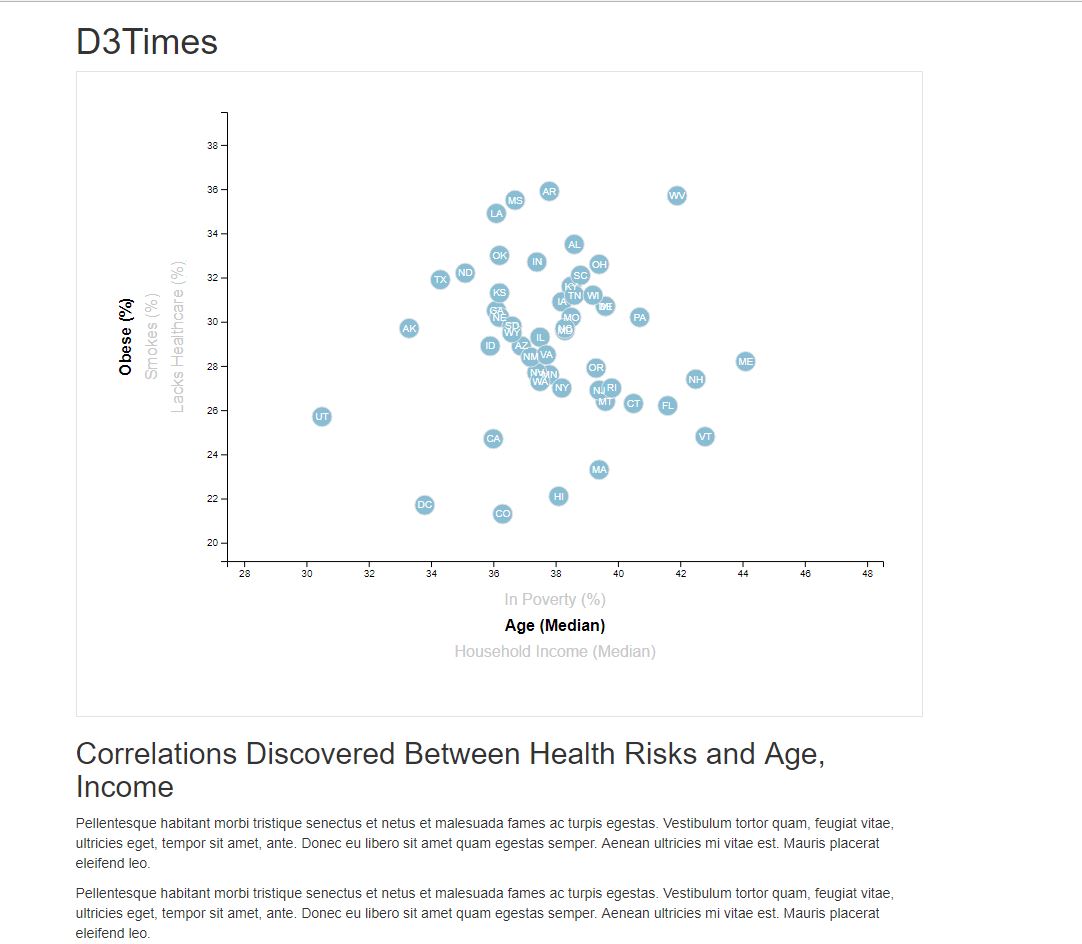 D3Times
38
36
34
32
30
28
26
24
22
20
Obese (%)
Smokes (%)
Lacks Healthcare (%)
AR
WV
MS
LA
AL
OK
IN
OH
ND
SC
TX
KY
KS
TN
WI
IA
MI
DE
GA
NE
MO
PA
SD
AK
WY
IL
ID
AZ
NM
VA
ME
OR
NV
MN
WA
NH
NY
NJ
RI
MT
CT
FL
UT
CA
VT
MA
HI
DC
CO
28
30
32
34
36
38
40
42
44
46
48
In Poverty (%)
Age (Median)
Household Income (Median)
Correlations Discovered Between Health Risks and Age,
Income
Pellentesque habitant morbi tristique senectus et netus et malesuada fames ac turpis egestas. Vestibulum tortor quam, feugiat vitae,
ultricies eget, tempor sit amet, ante. Donec eu libero sit amet quam egestas semper. Aenean ultricies mi vitae est. Mauris placerat
eleifend leo.
Pellentesque habitant morbi tristique senectus et netus et malesuada fames ac turpis egestas. Vestibulum tortor quam, feugiat vitae,
ultricies eget, tempor sit amet, ante. Donec eu libero sit amet quam egestas semper. Aenean ultricies mi vitae est. Mauris placerat
eleifend leo.